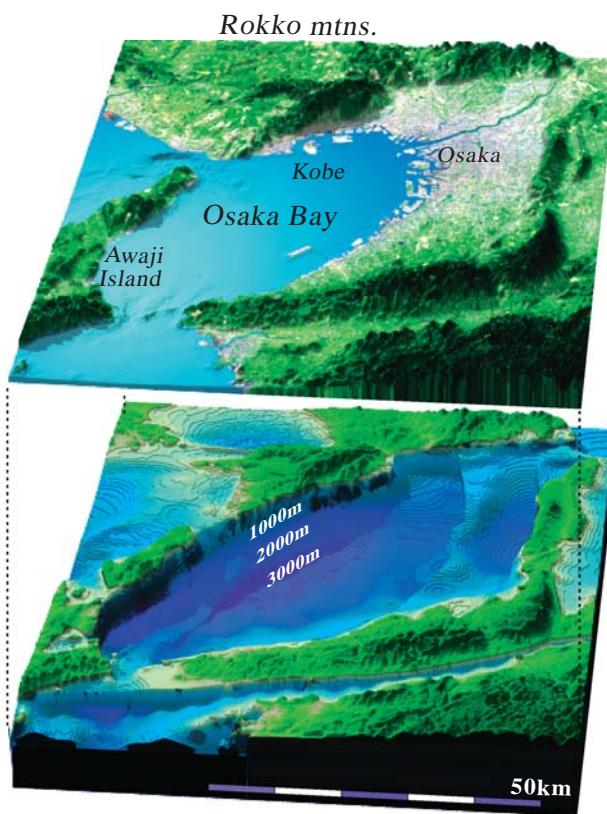 Rokko mtns.
Kobe
Osaka
Osaka Bay
Awaji
Island
1000m
2000m
3000m
50km